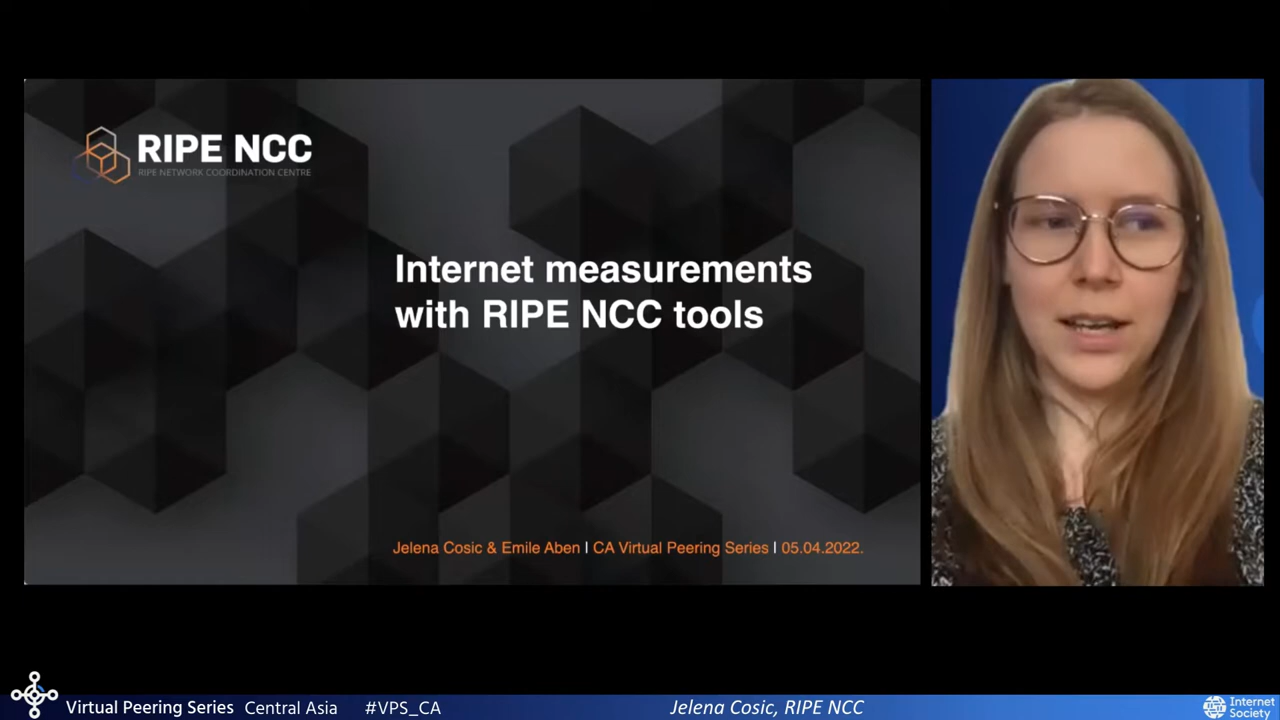 RIPE NCC
RIPE NETWORK COORDINATION CENTRE
Internet measurements
with RIPE NCC tools
Jelena Cosic & Emile Aben | CA Virtual Peering Series | 05.04.2022.
Virtual Peering Series Central Asia #VPS_CA
Jelena Cosic, RIPE NCC
Internet
Society